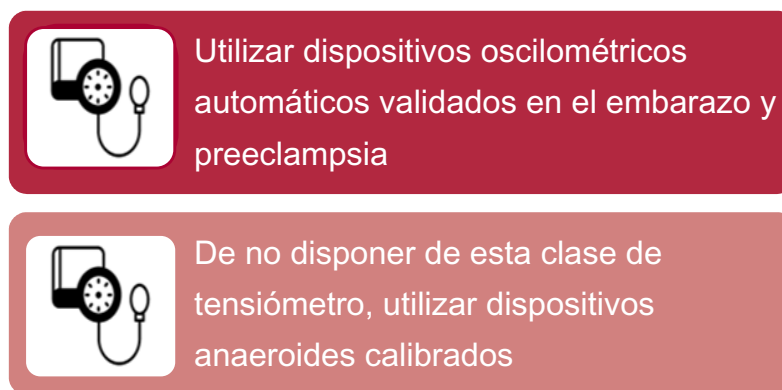 Utilizar dispositivos oscilométricos
automáticos validados en el embarazo y
preeclampsia
De no disponer de esta clase de
tensiómetro, utilizar dispositivos
anaeroides calibrados